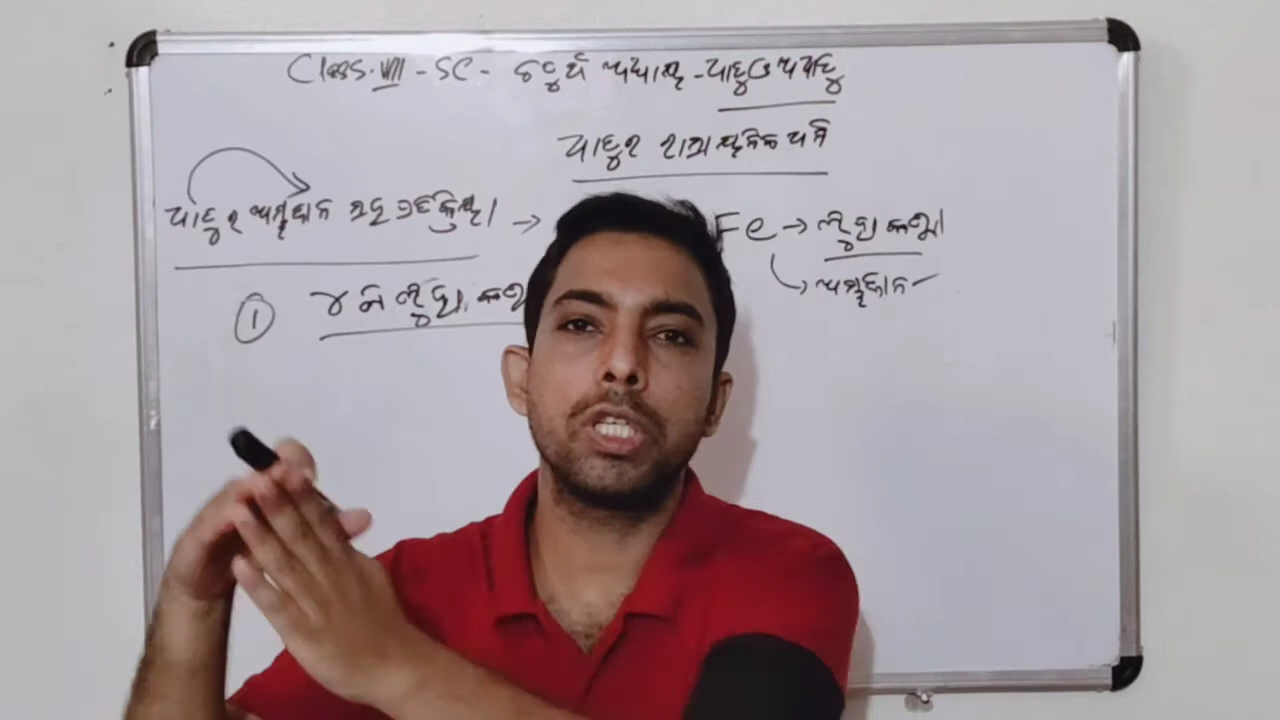 Class-VIII - SC - ଚତୁର୍ଥ ଅଧ୍ୟାୟ - ଧାତୁ ଓ ଅଧାତୁ
ଧାତୁର ରାସାୟନିକ ଧର୍ମ
ଧାତୁର ଅମ୍ଳଜାନ ସହ ପ୍ରତିକ୍ରିୟା →
Fe → ଲୁହା କଣ୍ଟା
→ ଅମ୍ଳଜାନ
① ଲୁହା